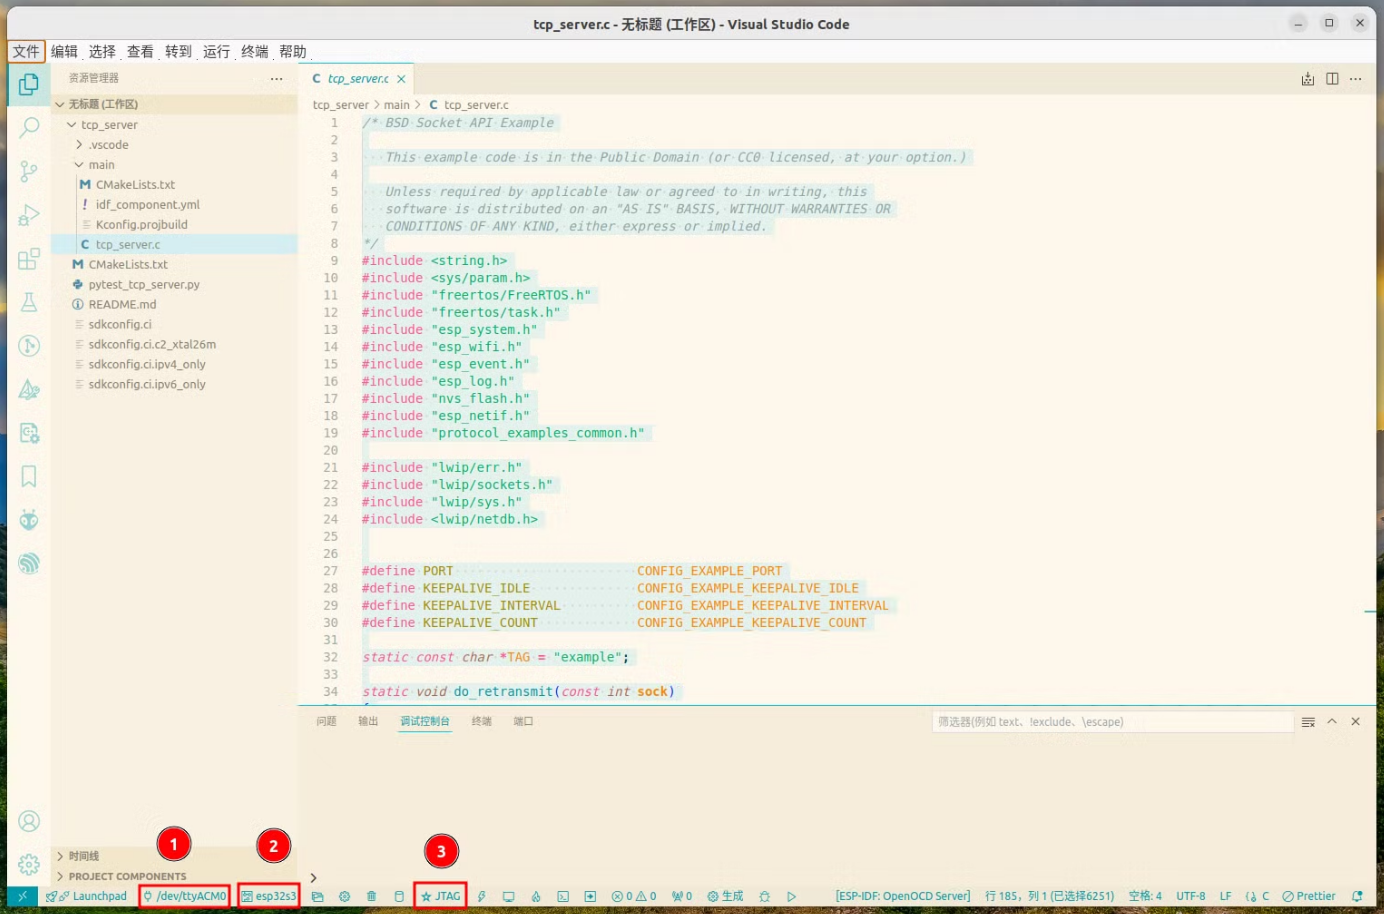 tcp_server.c - 无标题 (工作区) - Visual Studio Code
文件 编辑 选择 查看 转到 运行 终端 帮助
资源管理器
无标题 (工作区)
tcp_server
.vscode
main
M CMakeLists.txt
! idf_component.yml
Kconfig.projbuild
C tcp_server.c
M CMakeLists.txt
pytest_tcp_server.py
README.md
sdkconfig.ci
sdkconfig.ci.c2_xtal26m
sdkconfig.ci.ipv4_only
sdkconfig.ci.ipv6_only
时间线
PROJECT COMPONENTS
C tcp_server.c
tcp_server > main > C tcp_server.c
1 /* BSD Socket API Example
2
3 This example code is in the Public Domain (or CC0 licensed, at your option.)
4
5 Unless required by applicable law or agreed to in writing, this
6 software is distributed on an "AS IS" BASIS, WITHOUT WARRANTIES OR
7 CONDITIONS OF ANY KIND, either express or implied.
8 */
9 #include <string.h>
10 #include <sys/param.h>
11 #include "freertos/FreeRTOS.h"
12 #include "freertos/task.h"
13 #include "esp_system.h"
14 #include "esp_wifi.h"
15 #include "esp_event.h"
16 #include "esp_log.h"
17 #include "nvs_flash.h"
18 #include "esp_netif.h"
19 #include "protocol_examples_common.h"
20
21 #include "lwip/err.h"
22 #include "lwip/sockets.h"
23 #include "lwip/sys.h"
24 #include <lwip/netdb.h>
25
26
27 #define PORT CONFIG_EXAMPLE_PORT
28 #define KEEPALIVE_IDLE CONFIG_EXAMPLE_KEEPALIVE_IDLE
29 #define KEEPALIVE_INTERVAL CONFIG_EXAMPLE_KEEPALIVE_INTERVAL
30 #define KEEPALIVE_COUNT CONFIG_EXAMPLE_KEEPALIVE_COUNT
31
32 static const char *TAG = "example";
33
34 static void do_retransmit(const int sock)
问题 输出 调试控制台 终端 端口
筛选器(例如 text、!exclude、\escape)
1 2 3
Launchpad /dev/ttyACM0 esp32s3 JTAG 0 0 0 生成 [ESP-IDF: OpenOCD Server] 行 185，列 1 (已选择6251) 空格: 4 UTF-8 LF C Prettier